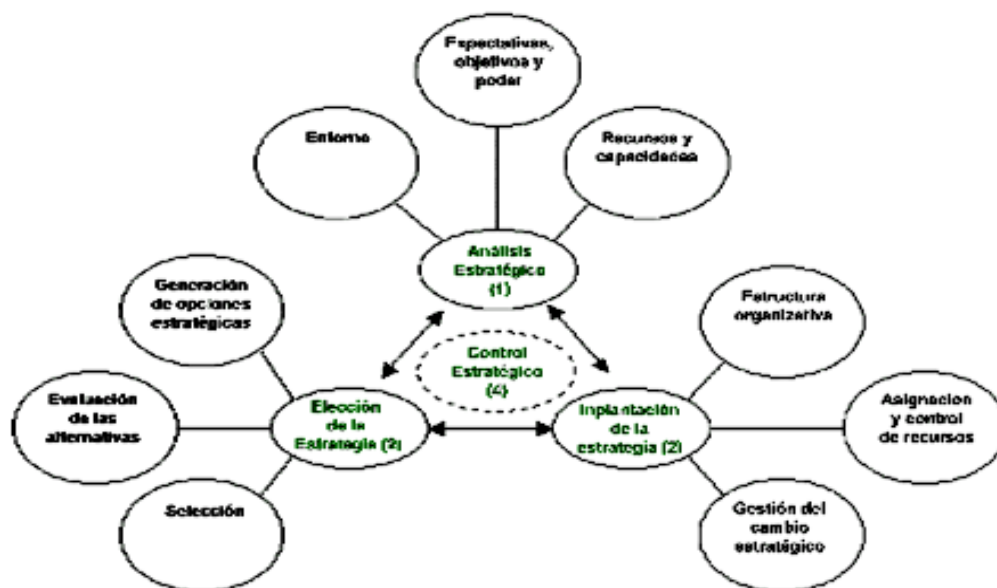 Expectativas,
objetivos y
poder
Entorno
Recursos y
capacidades
Análisis
Estratégico
(1)
Generación
de opciones
estratégicas
Estructura
organizativa
Control
Estratégico
(4)
Evaluación
de las
alternativas
Elección
de la
Estrategia
Inplantación
de la
estrategia (2)
Asignacion
y control
de recursos
Selección
Gestión del
cambio
estratégico